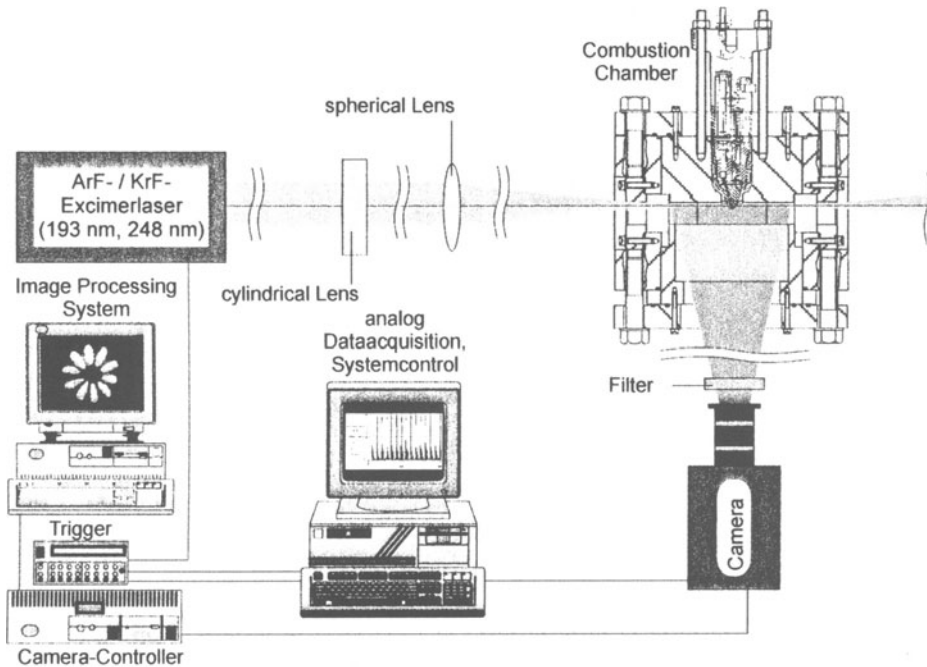 Combustion
Chamber
spherical Lens
ArF- / KrF-
Excimerlaser
(193 nm, 248 nm)
cylindrical Lens
Image Processing
System
analog
Dataacquisition,
Systemcontrol
Filter
Trigger
Camera
Camera-Controller